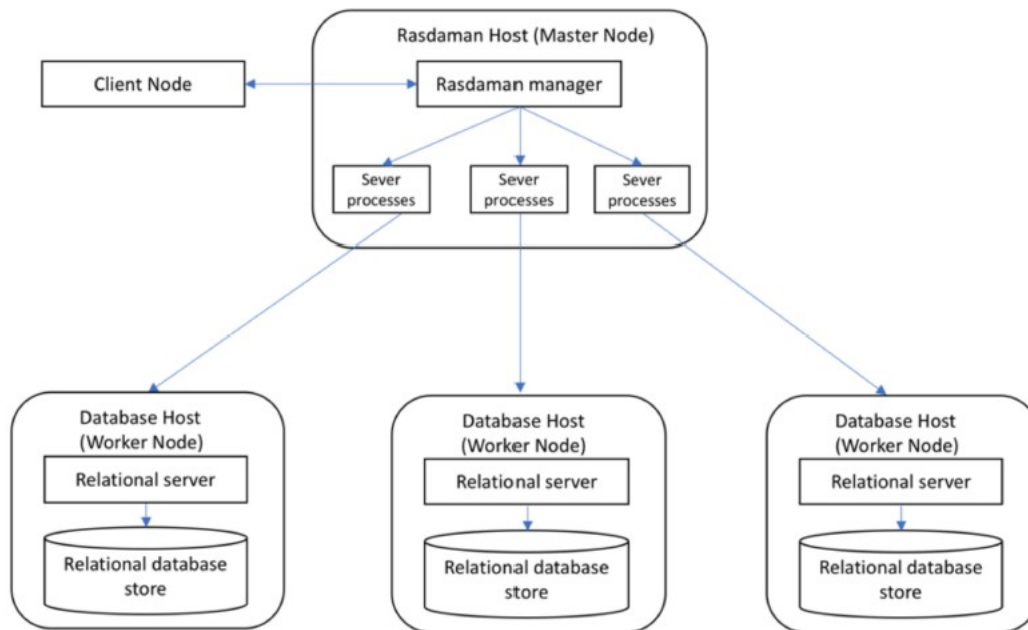 Rasdaman Host (Master Node)
Client Node
Rasdaman manager
Sever
processes
Sever
processes
Sever
processes
Database Host
(Worker Node)
Relational server
Relational database
store
Database Host
(Worker Node)
Relational server
Relational database
store
Database Host
(Worker Node)
Relational server
Relational database
store